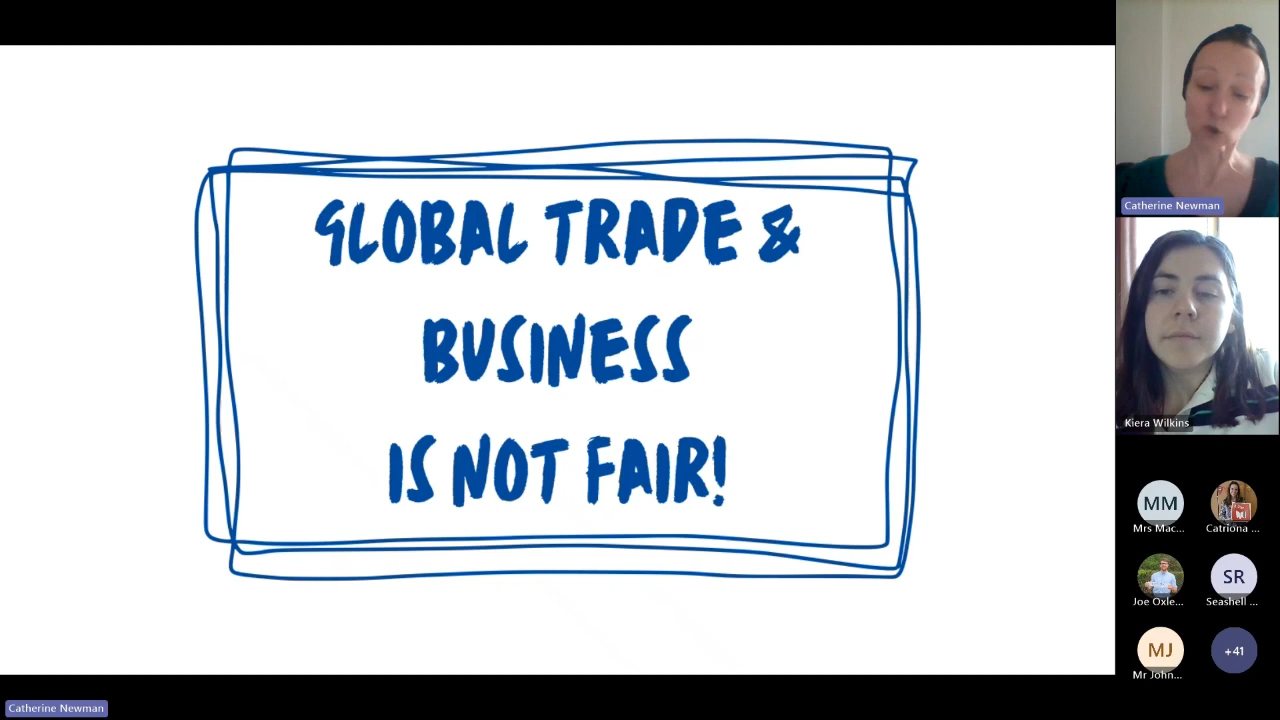 GLOBAL TRADE &
BUSINESS
IS NOT FAIR!
Catherine Newman
Kiera Wilkins
MM
Mrs Mac...
Catriona ...
Joe Oxle...
SR
Seashell ...
MJ
Mr John...
+41
Catherine Newman